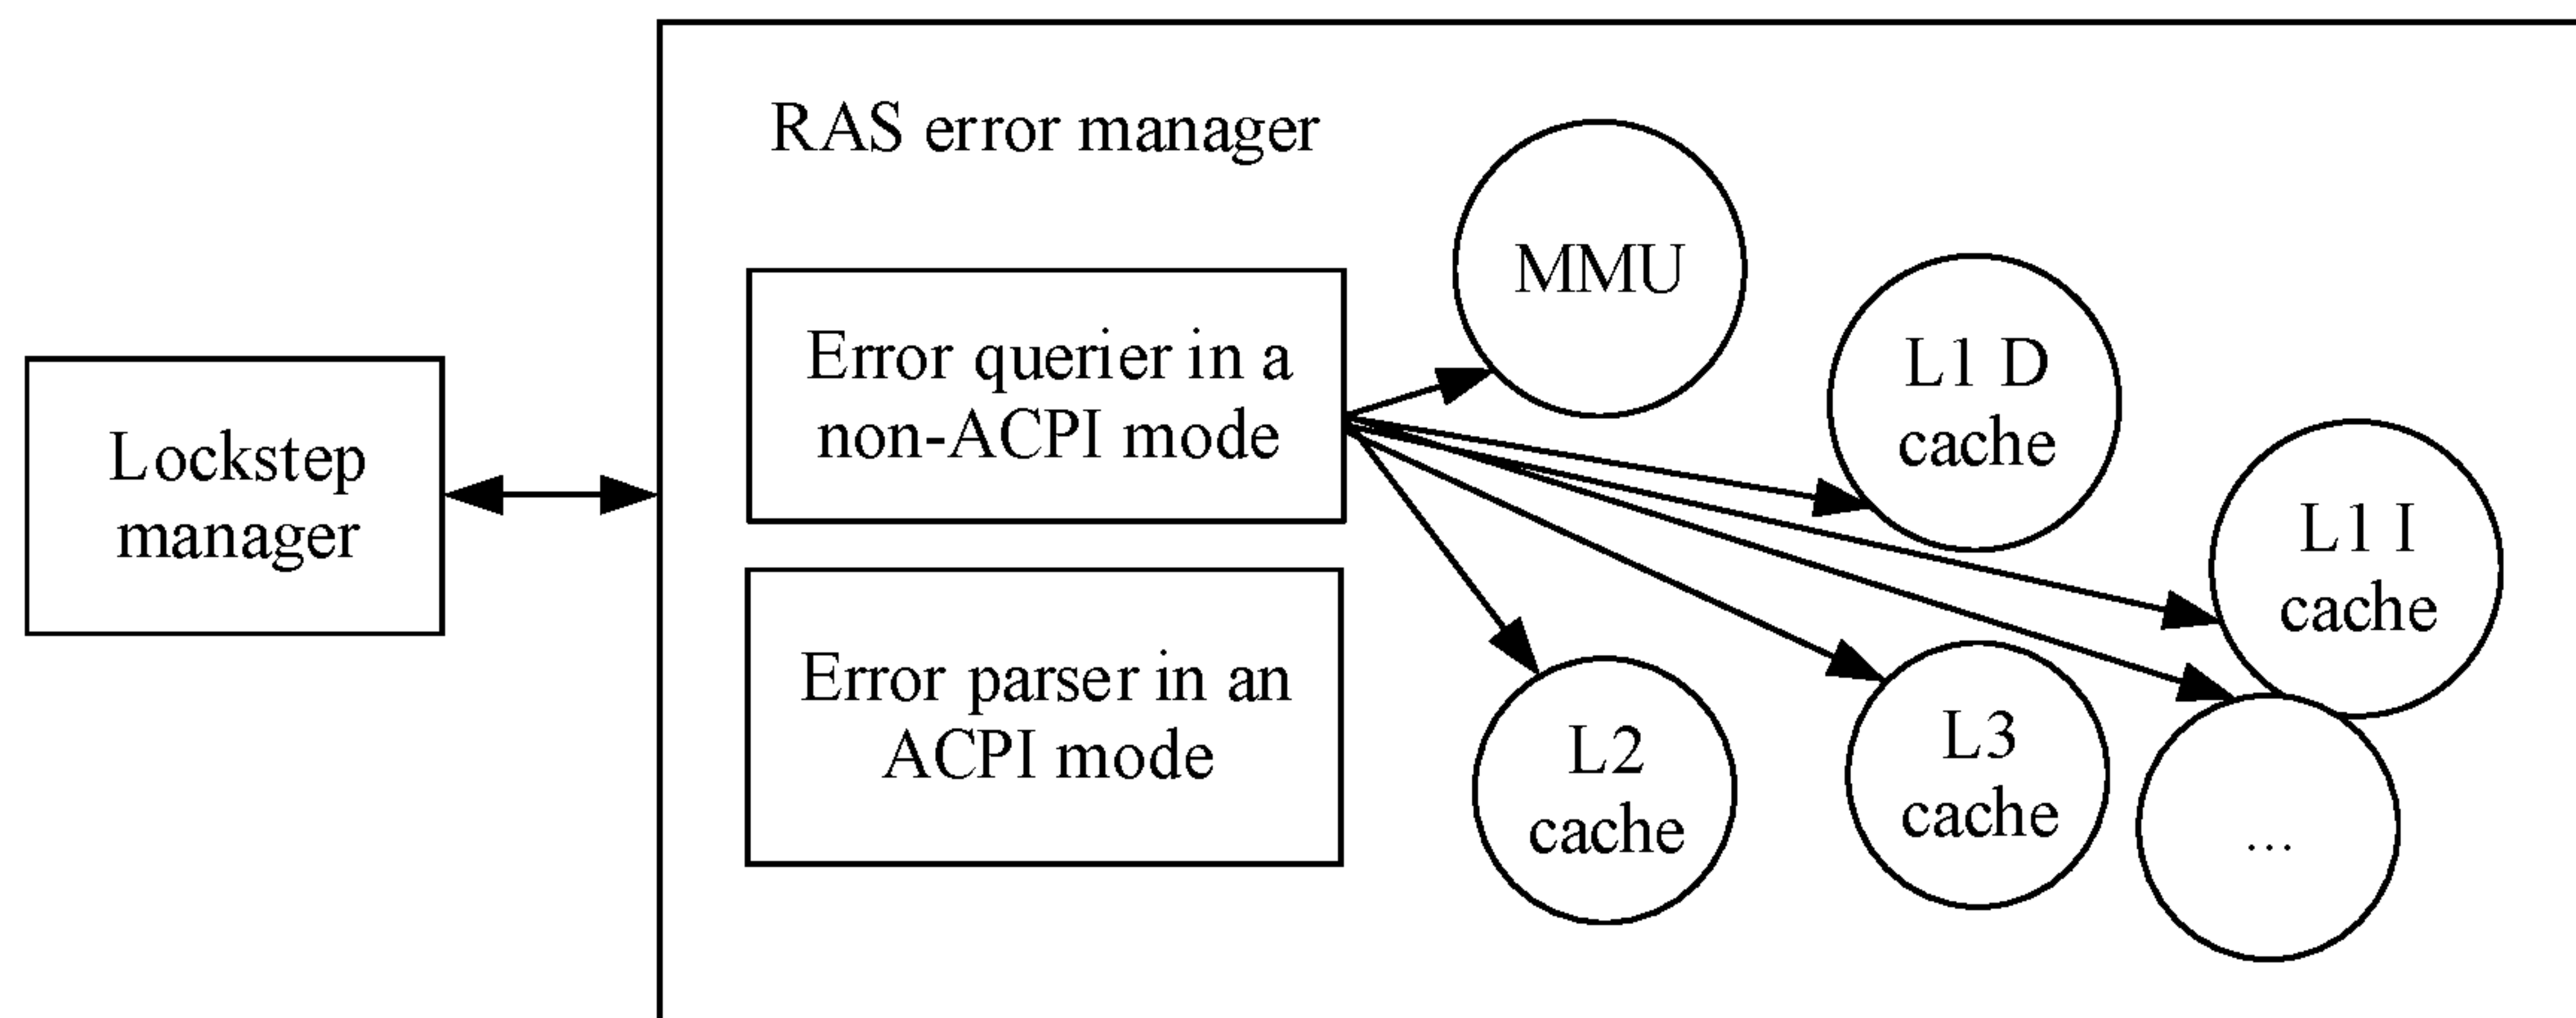 RAS error manager
MMU
Error querier in a
non-ACPI mode
L1 D
cache
Lockstep
manager
L1 I
cache
Error parser in an
ACPI mode
L2
cache
L3
cache
...